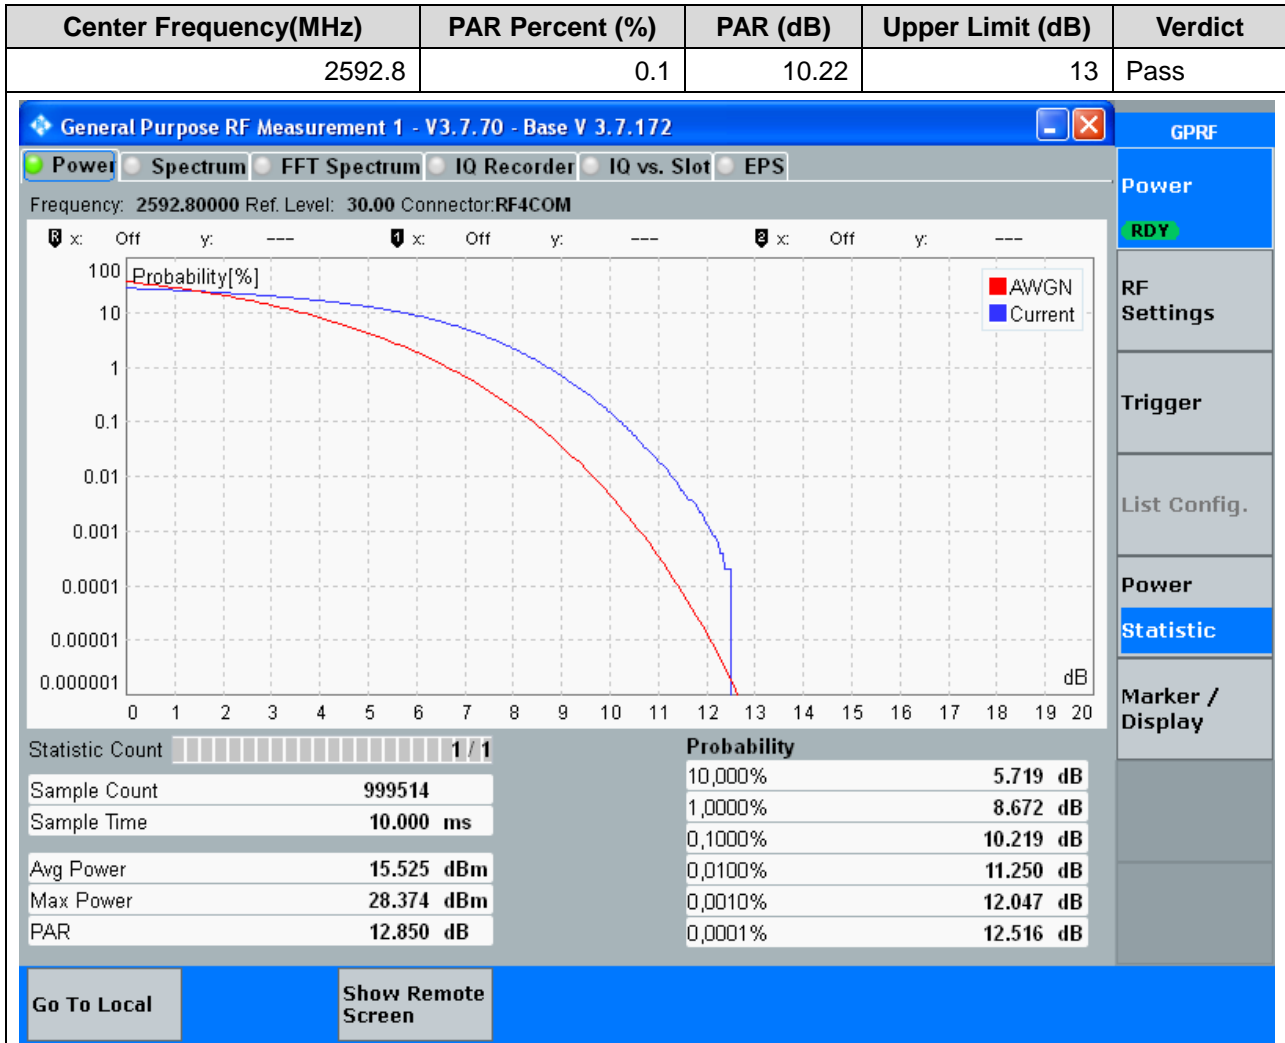 Center Frequency(MHz) PAR Percent (%) PAR (dB) Upper Limit (dB) Verdict
2592.8 0.1 10.22 13 Pass
General Purpose RF Measurement 1 - V3.7.70 - Base V 3.7.172
GPRF
Power Spectrum FFT Spectrum IQ Recorder IQ vs. Slot EPS
Frequency: 2592.80000 Ref. Level: 30.00 Connector:RF4COM
R x: Off y: --- 1 x: Off y: --- 2 x: Off y: ---
Probability[%]
AWGN
Current
100
10
1
0.1
0.01
0.001
0.0001
0.00001
0.000001
dB
0 1 2 3 4 5 6 7 8 9 10 11 12 13 14 15 16 17 18 19 20
Statistic Count 1 / 1
Sample Count 999514
Sample Time 10.000 ms
Avg Power 15.525 dBm
Max Power 28.374 dBm
PAR 12.850 dB
Probability
10,000% 5.719 dB
1,0000% 8.672 dB
0,1000% 10.219 dB
0,0100% 11.250 dB
0,0010% 12.047 dB
0,0001% 12.516 dB
Power
RDY
RF
Settings
Trigger
List Config.
Power
Statistic
Marker /
Display
Go To Local
Show Remote
Screen